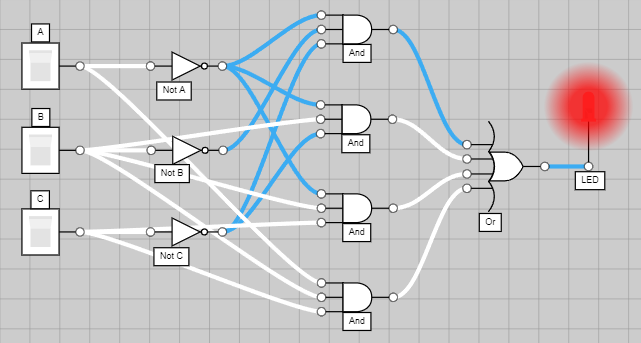 A
Not A
And
B
Not B
And
C
Not C
And
And
Or
LED